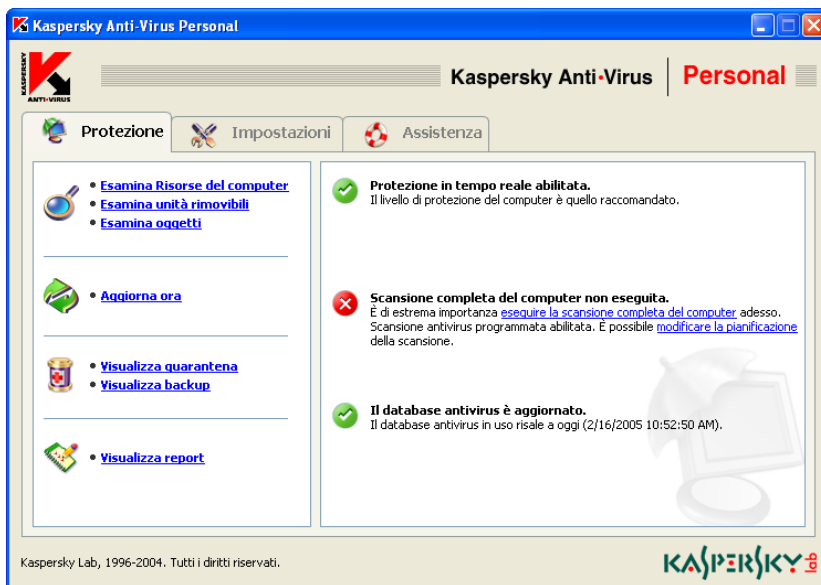 Kaspersky Anti-Virus Personal
KASPERSKY
ANTI-VIRUS
Kaspersky Anti•Virus Personal
Protezione
Impostazioni
Assistenza
• Esamina Risorse del computer
• Esamina unità rimovibili
• Esamina oggetti
• Aggiorna ora
• Visualizza quarantena
• Visualizza backup
• Visualizza report
Protezione in tempo reale abilitata.
Il livello di protezione del computer è quello raccomandato.
Scansione completa del computer non eseguita.
È di estrema importanza eseguire la scansione completa del computer adesso.
Scansione antivirus programmata abilitata. È possibile modificare la pianificazione
della scansione.
Il database antivirus è aggiornato.
Il database antivirus in uso risale a oggi (2/16/2005 10:52:50 AM).
Kaspersky Lab, 1996-2004. Tutti i diritti riservati.
KASPERSKY lab